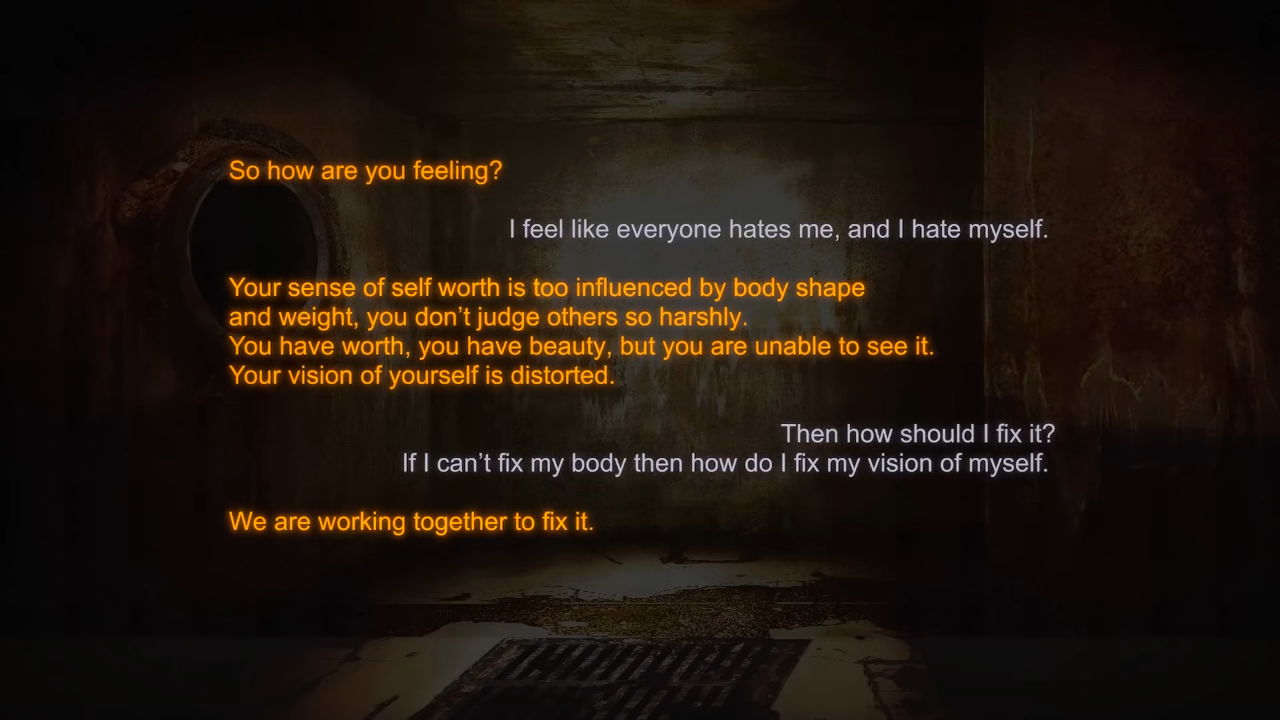 So how are you feeling?
I feel like everyone hates me, and I hate myself.
Your sense of self worth is too influenced by body shape
and weight, you don’t judge others so harshly.
You have worth, you have beauty, but you are unable to see it.
Your vision of yourself is distorted.
Then how should I fix it?
If I can’t fix my body then how do I fix my vision of myself.
We are working together to fix it.